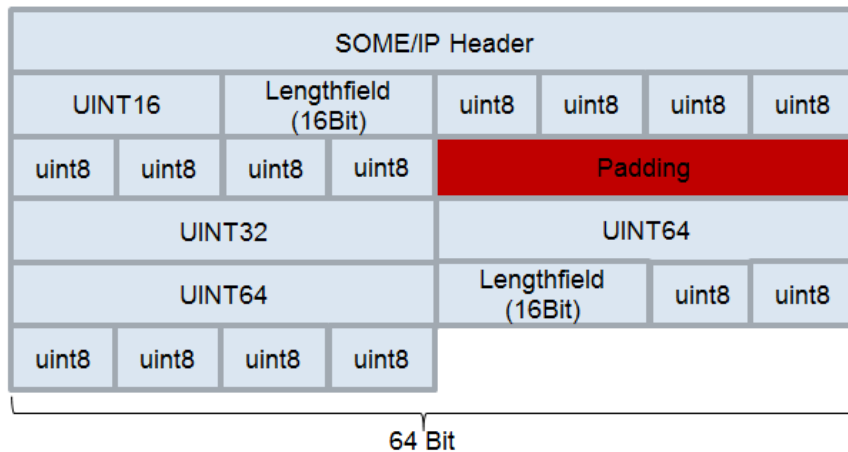 SOME/IP Header
UINT16 Lengthfield (16Bit) uint8 uint8 uint8 uint8
uint8 uint8 uint8 uint8 Padding
UINT32 UINT64
UINT64 Lengthfield (16Bit) uint8 uint8
uint8 uint8 uint8 uint8
64 Bit